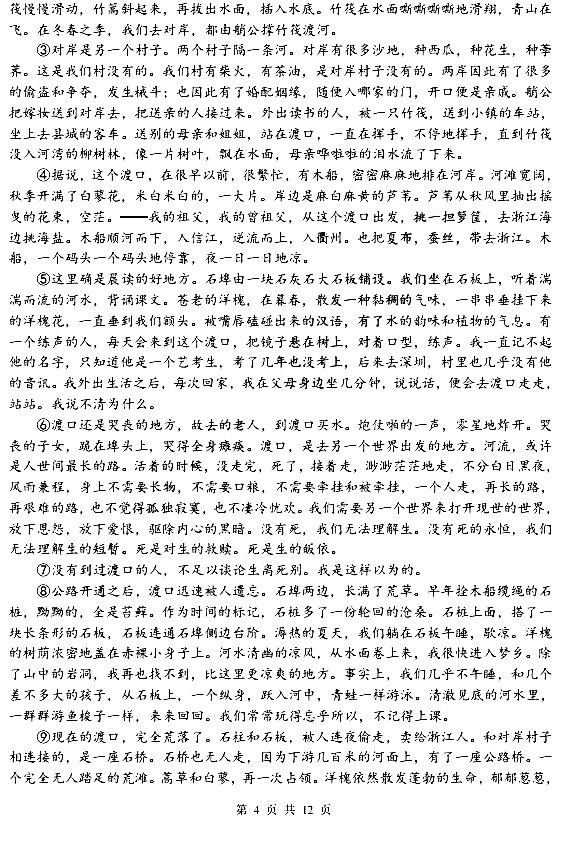 筏慢慢滑动，竹篙斜起来，再拔出水面，插入水底。竹筏在水面嘶嘶嘶嘶地滑翔，青山在
飞。在冬春之季，我们去对岸，都由艄公撑竹筏渡河。
③对岸是另一个村子。两个村子隔一条河。对岸有很多沙地，种西瓜，种花生，种荸
荠。这是我们村没有的。我们村有柴火，有茶油，是对岸村子没有的。两岸因此有了很多
的偷盗和争夺，发生械斗；也因此有了婚配姻缘，随便入哪家的门，开口便是亲戚。艄公
把嫁妆送到对岸去，把送亲的人接过来。外出读书的人，被一只竹筏，送到小镇的车站，
坐上去县城的客车。送别的母亲和姐姐，站在渡口，一直在挥手，不停地挥手，直到竹筏
没入河湾的柳树林，像一片树叶，飘在水面，母亲哗啦啦的泪水流了下来。
④据说，这个渡口，在很早以前，很繁忙，有木船，密密麻麻地排在河岸。河滩宽阔，
秋季开满了白蓼花，米白米白的，一大片。岸边是麻白麻黄的芦苇。芦苇从秋风里抽出摇
曳的花束，空茫。——我的祖父，我的曾祖父，从这个渡口出发，挑一担箩筐，去浙江海
边挑海盐。木船顺河而下，入信江，逆流而上，入衢州。也把夏布，蚕丝，带去浙江。木
船，一个码头一个码头地停靠，夜一日一日地凉。
⑤这里确是晨读的好地方。石埠由一块石灰石大石板铺设。我们坐在石板上，听着湍
湍而流的河水，背诵课文。苍老的洋槐，在暮春，散发一种黏稠的气味，一串串垂挂下来
的洋槐花，一直垂到我们额头。被嘴唇磕碰出来的汉语，有了水的韵味和植物的气息。有
一个练声的人，每天会来到这个渡口，把镜子悬在树上，对着口型，练声。我一直记不起
他的名字，只知道他是一个艺考生，考了几年也没考上，后来去深圳，村里也几乎没有他
的音讯。我外出生活之后，每次回家，我在父母身边坐几分钟，说说话，便会去渡口走走，
站站。我说不清为什么。
⑥渡口还是哭丧的地方，故去的老人，到渡口买水。炮仗啪的一声，零星地炸开。哭
丧的子女，跪在埠头上，哭得全身瘫痪。渡口，是去另一个世界出发的地方。河流，或许
是人世间最长的路。活着的时候，没走完，死了，接着走，渺渺茫茫地走，不分白日黑夜，
风雨兼程，身上不需要长物，不需要口粮，不需要牵挂和被牵挂，一个人走，再长的路，
再艰难的路，也不觉得孤独寂寞，也不凄冷忧欢。我们需要另一个世界来打开现世的世界，
放下恩怨，放下爱恨，驱除内心的黑暗。没有死，我们无法理解生。没有死的永恒，我们
无法理解生的短暂。死是对生的救赎。死是生的皈依。
⑦没有到过渡口的人，不足以谈论生离死别。我是这样以为的。
⑧公路开通之后，渡口迅速被人遗忘。石埠两边，长满了荒草。早年拴木船缆绳的石
桩，黝黝的，全是苔藓。作为时间的标记，石桩多了一份轮回的沧桑。石桩上面，搭了一
块长条形的石板，石板连通石埠侧边台阶。溽热的夏天，我们躺在石板午睡，歇凉。洋槐
的树荫浓密地盖在赤裸小身子上。河水清幽的凉风，从水面卷上来，我很快进入梦乡。除
了山中的岩洞，我再也找不到，比这里更凉爽的地方。事实上，我们几乎不午睡，和几个
差不多大的孩子，从石板上，一个纵身，跃入河中，青蛙一样游泳。清澈见底的河水里，
一群群游鱼梭子一样，来来回回。我们常常玩得忘乎所以，不记得上课。
⑨现在的渡口，完全荒落了。石柱和石板，被人连夜偷走，卖给浙江人。和对岸村子
相连接的，是一座石桥。石桥也无人走，因为下游几百米的河面上，有了一座公路桥。一
个完全无人踏足的荒滩。蒿草和白蓼，再一次占领。洋槐依然散发蓬勃的生命，郁郁葱葱，
第 4 页 共 12 页